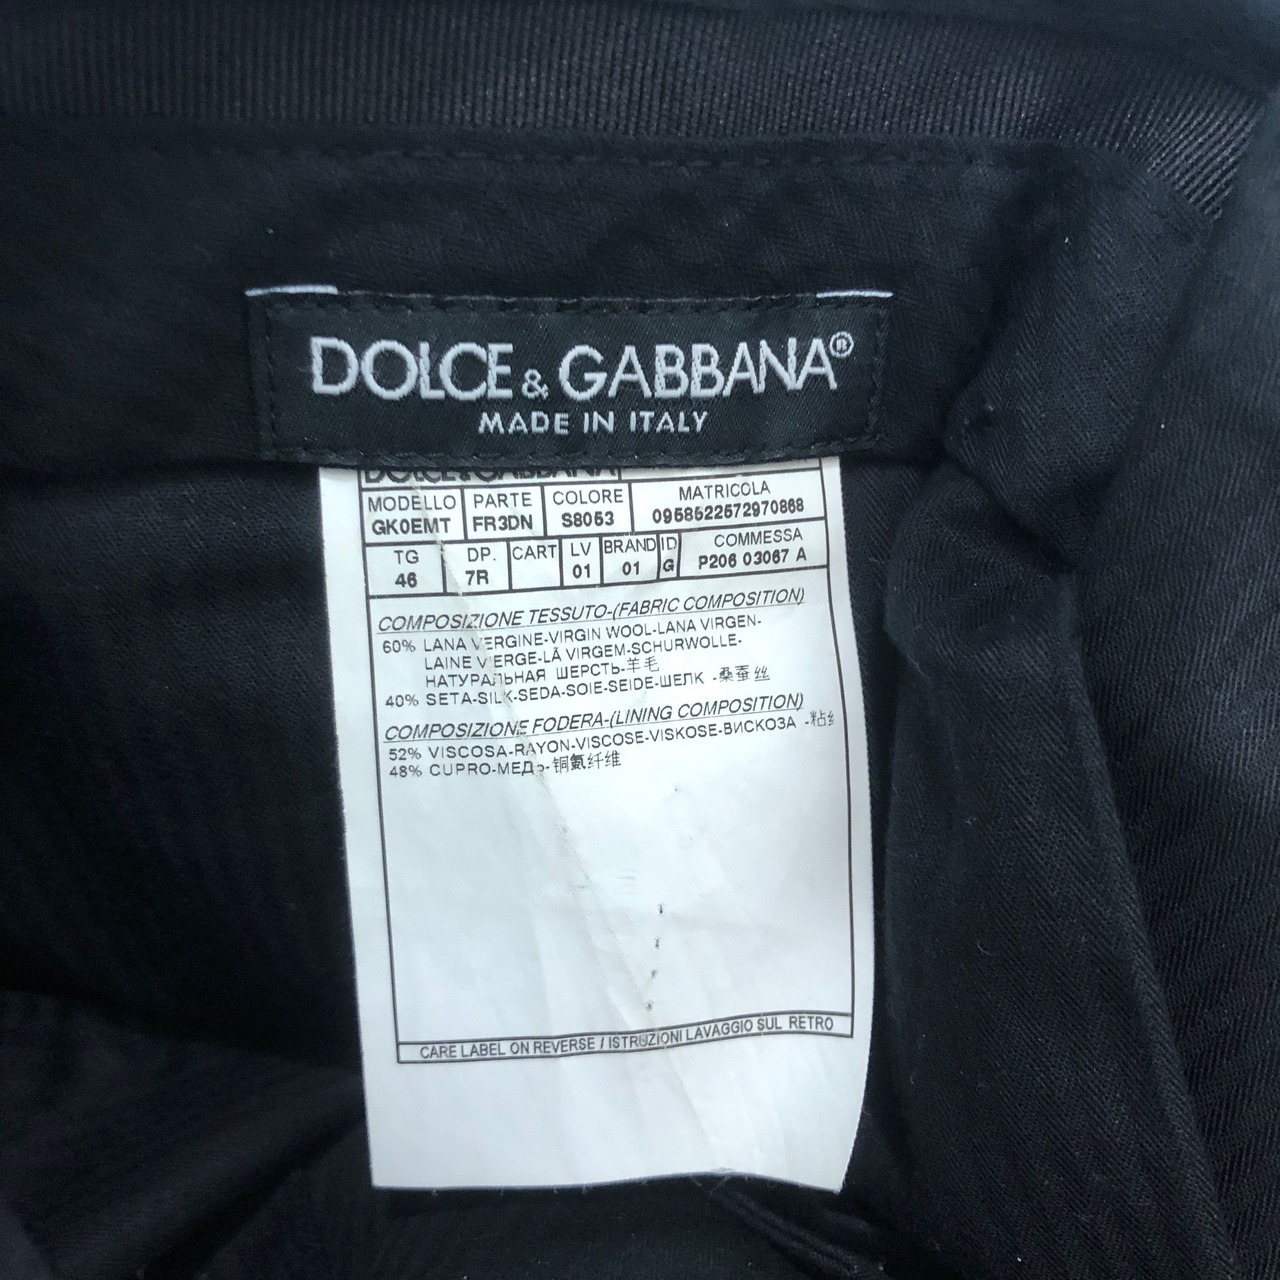 DOLCE & GABBANA®
MADE IN ITALY
DOLCE & GABBANA
MODELLO PARTE COLORE MATRICOLA
GK0EMT FR3DN S8053 0958522572970868
TG DP. CART LV BRAND ID COMMESSA
46 7R 01 01 G P206 03067 A
COMPOSIZIONE TESSUTO-(FABRIC COMPOSITION)
60% LANA VERGINE-VIRGIN WOOL-LANA VIRGEN-
LAINE VIERGE-LÃ VIRGEM-SCHURWOLLE-
НАТУРАЛЬНАЯ ШЕРСТЬ-羊毛
40% SETA-SILK-SEDA-SOIE-SEIDE-ШЕЛК -桑蚕丝
COMPOSIZIONE FODERA-(LINING COMPOSITION)
52% VISCOSA-RAYON-VISCOSE-VISKOSE-ВИСКОЗА -粘
48% CUPRO-МЕДЬ-铜氨纤维
CARE LABEL ON REVERSE / ISTRUZIONI LAVAGGIO SUL RETRO